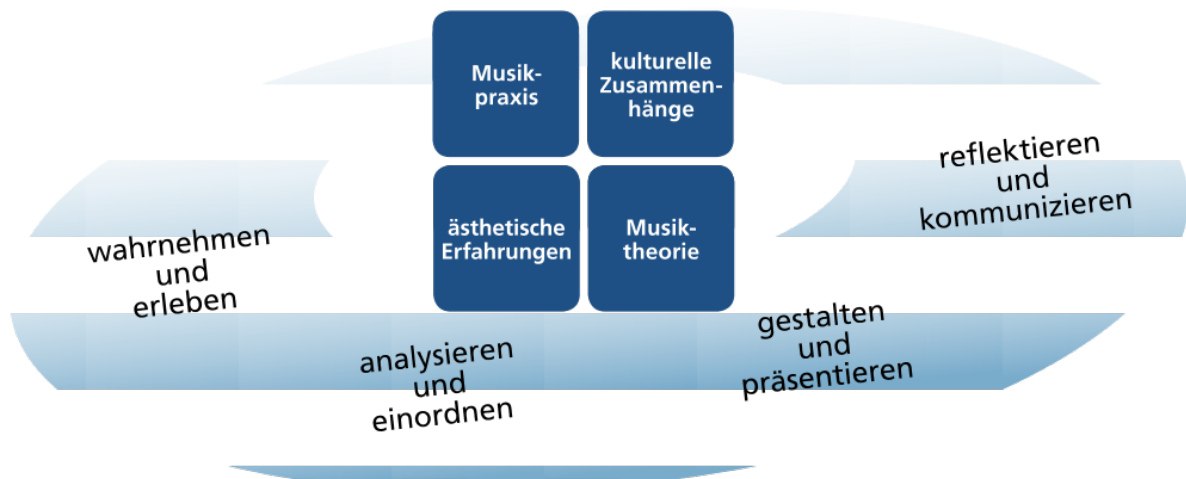 Musik-
praxis
kulturelle
Zusammen-
hänge
ästhetische
Erfahrungen
Musik-
theorie
wahrnehmen
und
erleben
analysieren
und
einordnen
gestalten
und
präsentieren
reflektieren
und
kommunizieren